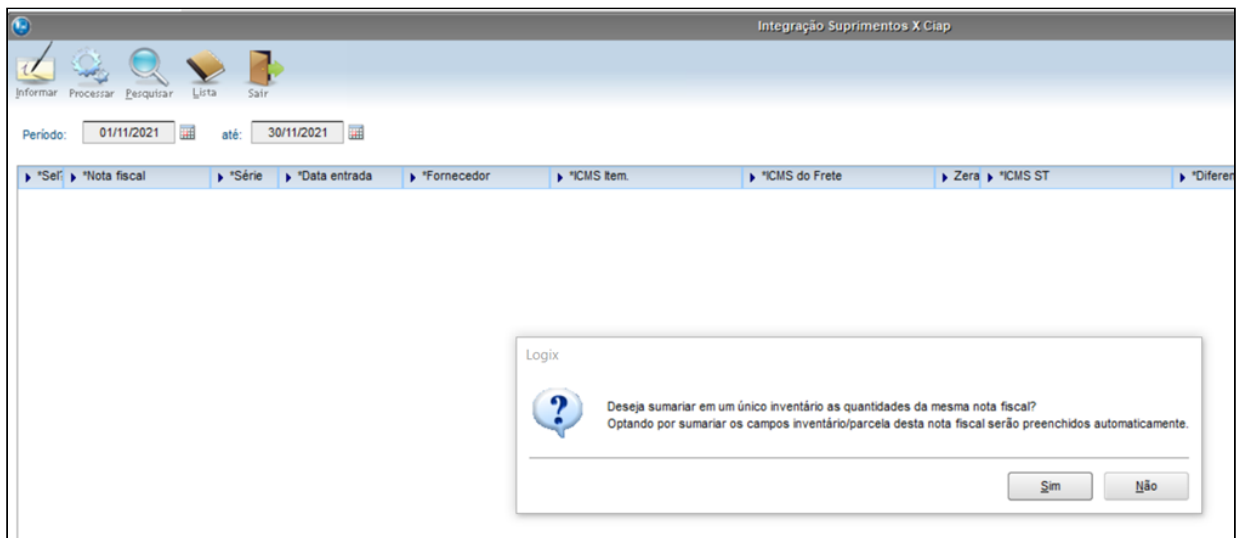 Integração Suprimentos X Ciap
Informar Processar Pesquisar Lista Sair
Período: 01/11/2021 até: 30/11/2021
*Sel? *Nota fiscal *Série *Data entrada *Fornecedor *ICMS Item. *ICMS do Frete Zera *ICMS ST *Diferen
Logix
Deseja sumariar em um único inventário as quantidades da mesma nota fiscal?
Optando por sumariar os campos inventário/parcela desta nota fiscal serão preenchidos automaticamente.
Sim Não